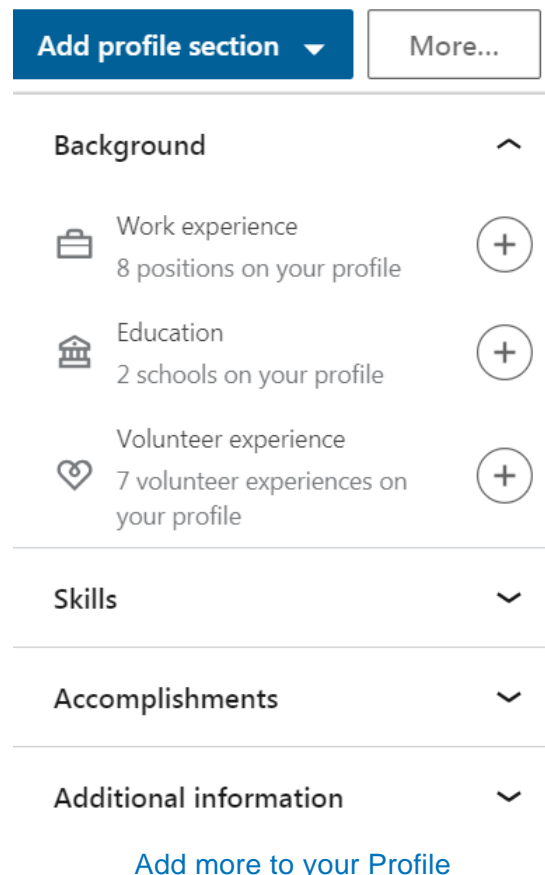 Add profile section
More...
Background
Work experience
8 positions on your profile
Education
2 schools on your profile
Volunteer experience
7 volunteer experiences on
your profile
Skills
Accomplishments
Additional information
Add more to your Profile